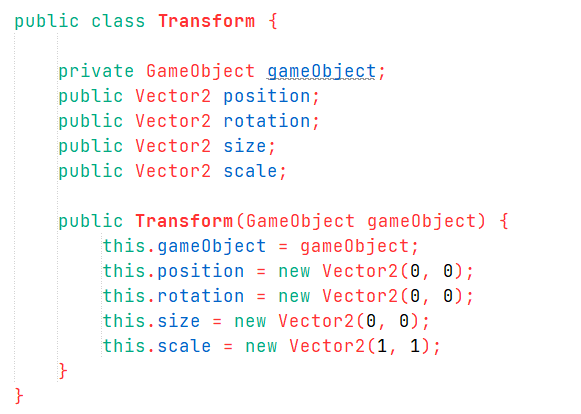 public class Transform {
private GameObject gameObject;
public Vector2 position;
public Vector2 rotation;
public Vector2 size;
public Vector2 scale;
public Transform(GameObject gameObject) {
this.gameObject = gameObject;
this.position = new Vector2(0, 0);
this.rotation = new Vector2(0, 0);
this.size = new Vector2(0, 0);
this.scale = new Vector2(1, 1);
}
}